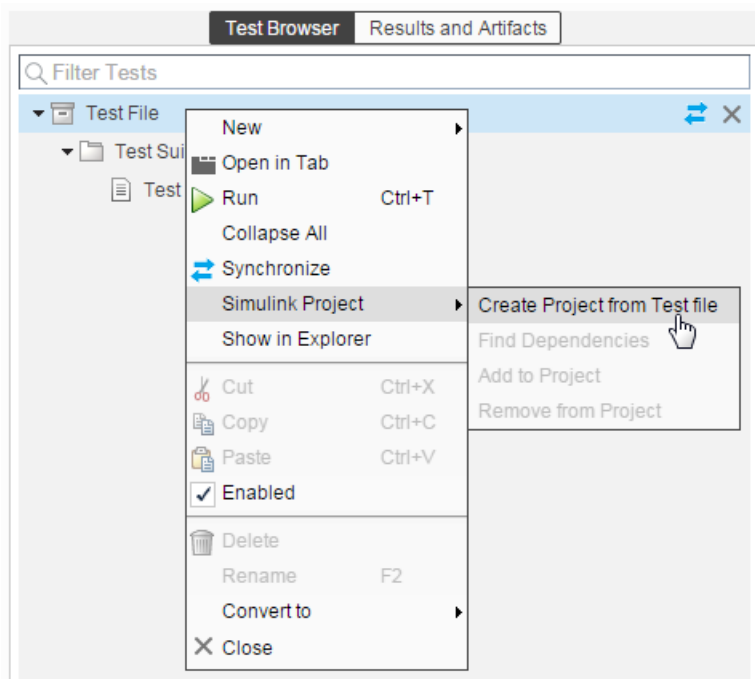 Test Browser Results and Artifacts
Filter Tests
Test File
Test Sui
Test
New
Open in Tab
Run Ctrl+T
Collapse All
Synchronize
Simulink Project
Show in Explorer
Cut Ctrl+X
Copy Ctrl+C
Paste Ctrl+V
Enabled
Delete
Rename F2
Convert to
Close
Create Project from Test file
Find Dependencies
Add to Project
Remove from Project